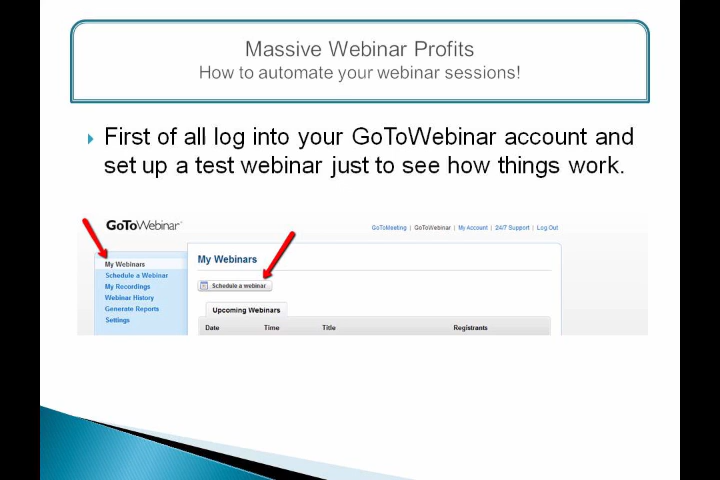 Massive Webinar Profits
How to automate your webinar sessions!
First of all log into your GoToWebinar account and
set up a test webinar just to see how things work.
GoToWebinar
GoToMeeting | GoToWebinar | My Account | 24/7 Support | Log Out
My Webinars
Schedule a Webinar
My Recordings
Webinar History
Generate Reports
Settings
My Webinars
Schedule a webinar
Upcoming Webinars
Date Time Title Registrants